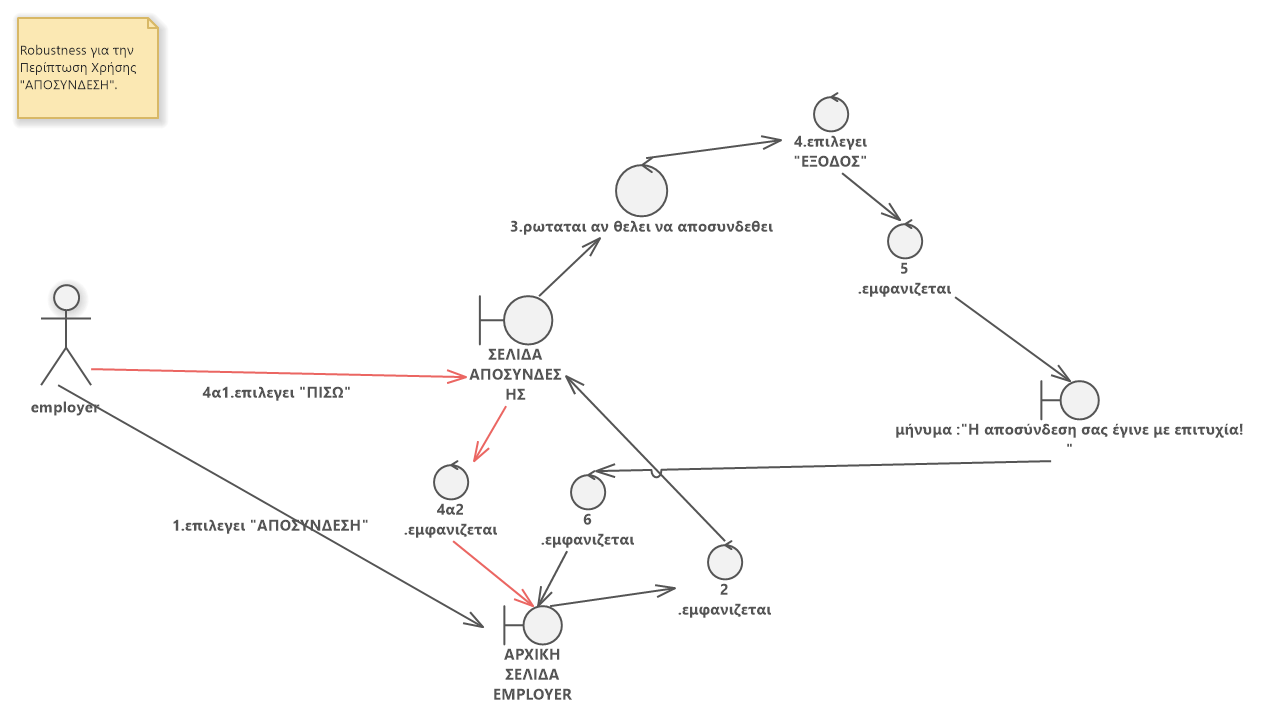 Robustness για την
Περίπτωση Χρήσης
"ΑΠΟΣΥΝΔΕΣΗ".
4.επιλεγει
"ΕΞΟΔΟΣ"
3.ρωταται αν θελει να αποσυνδεθει
5
.εμφανιζεται
ΣΕΛΙΔΑ
ΑΠΟΣΥΝΔΕΣ
ΗΣ
4α1.επιλεγει "ΠΙΣΩ"
employer
μήνυμα :"Η αποσύνδεση σας έγινε με επιτυχία!
"
4α2
.εμφανιζεται
6
.εμφανιζεται
1.επιλεγει "ΑΠΟΣΥΝΔΕΣΗ"
2
.εμφανιζεται
ΑΡΧΙΚΗ
ΣΕΛΙΔΑ
EMPLOYER